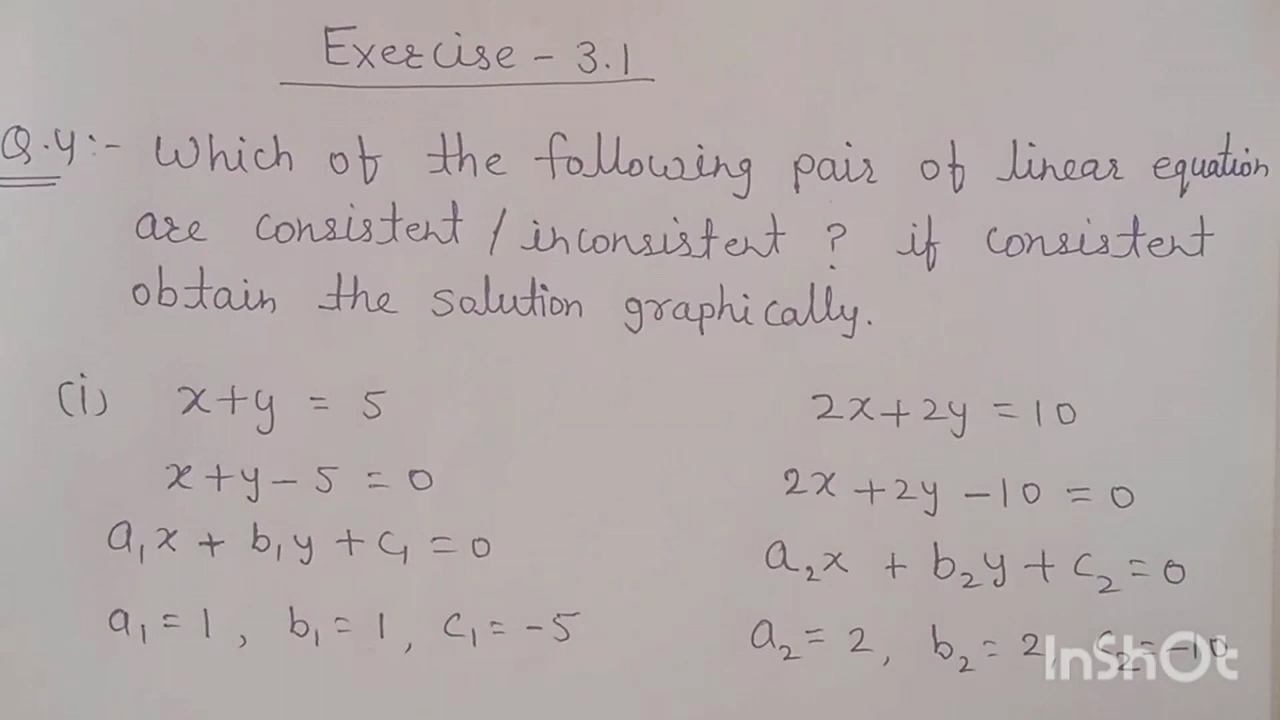 Exercise - 3.1
Q.4:- Which of the following pair of linear equation
are consistent / inconsistent ? if consistent
obtain the solution graphically.
(i) x+y = 5 2x+2y = 10
x+y-5 = 0 2x+2y-10 = 0
a₁x + b₁y + c₁ = 0 a₂x + b₂y + c₂ = 0
a₁ = 1, b₁ = 1, c₁ = -5 a₂ = 2, b₂ = 2, c₂ = -10
InShOt